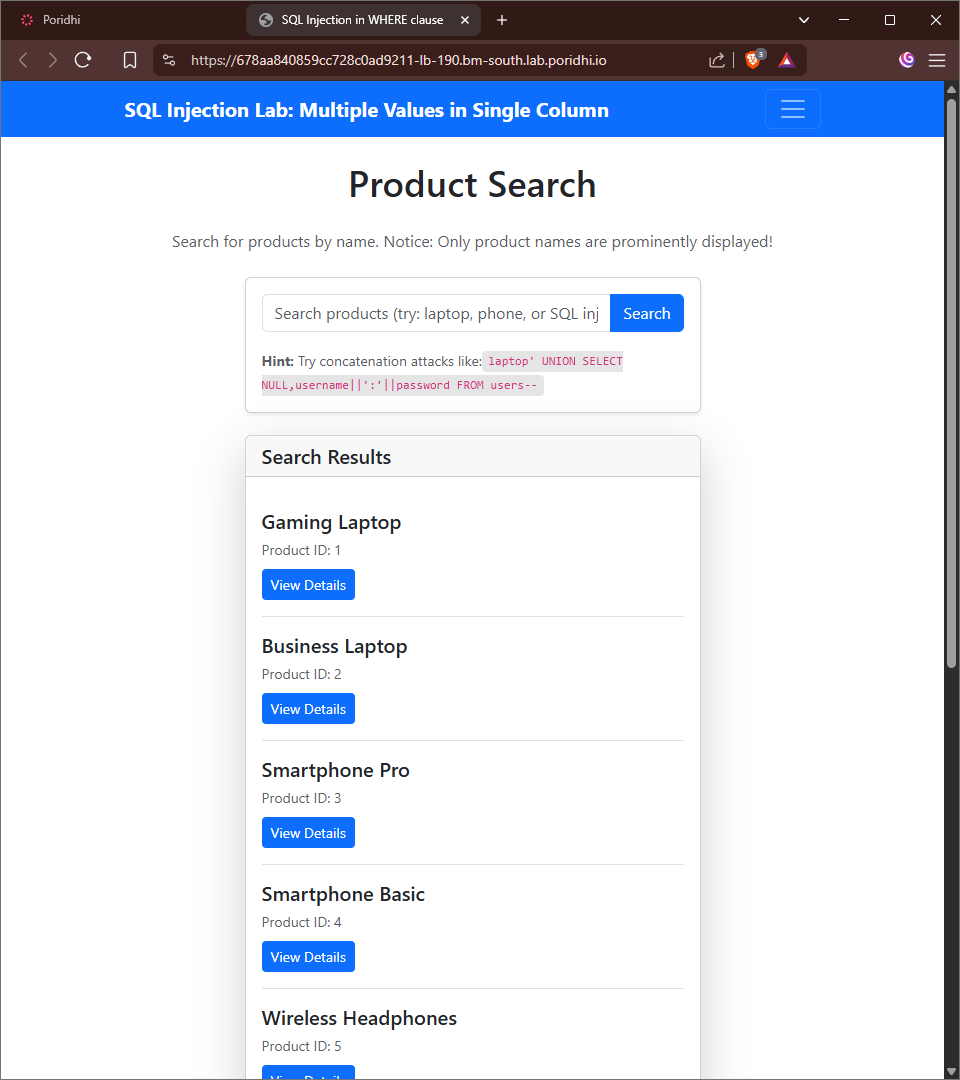 Poridhi
SQL Injection in WHERE clause
https://678aa840859cc728c0ad9211-lb-190.bm-south.lab.poridhi.io
3
SQL Injection Lab: Multiple Values in Single Column
Product Search
Search for products by name. Notice: Only product names are prominently displayed!
Search products (try: laptop, phone, or SQL inj
Search
Hint: Try concatenation attacks like: laptop' UNION SELECT
NULL,username||':'||password FROM users--
Search Results
Gaming Laptop
Product ID: 1
View Details
Business Laptop
Product ID: 2
View Details
Smartphone Pro
Product ID: 3
View Details
Smartphone Basic
Product ID: 4
View Details
Wireless Headphones
Product ID: 5
View Details